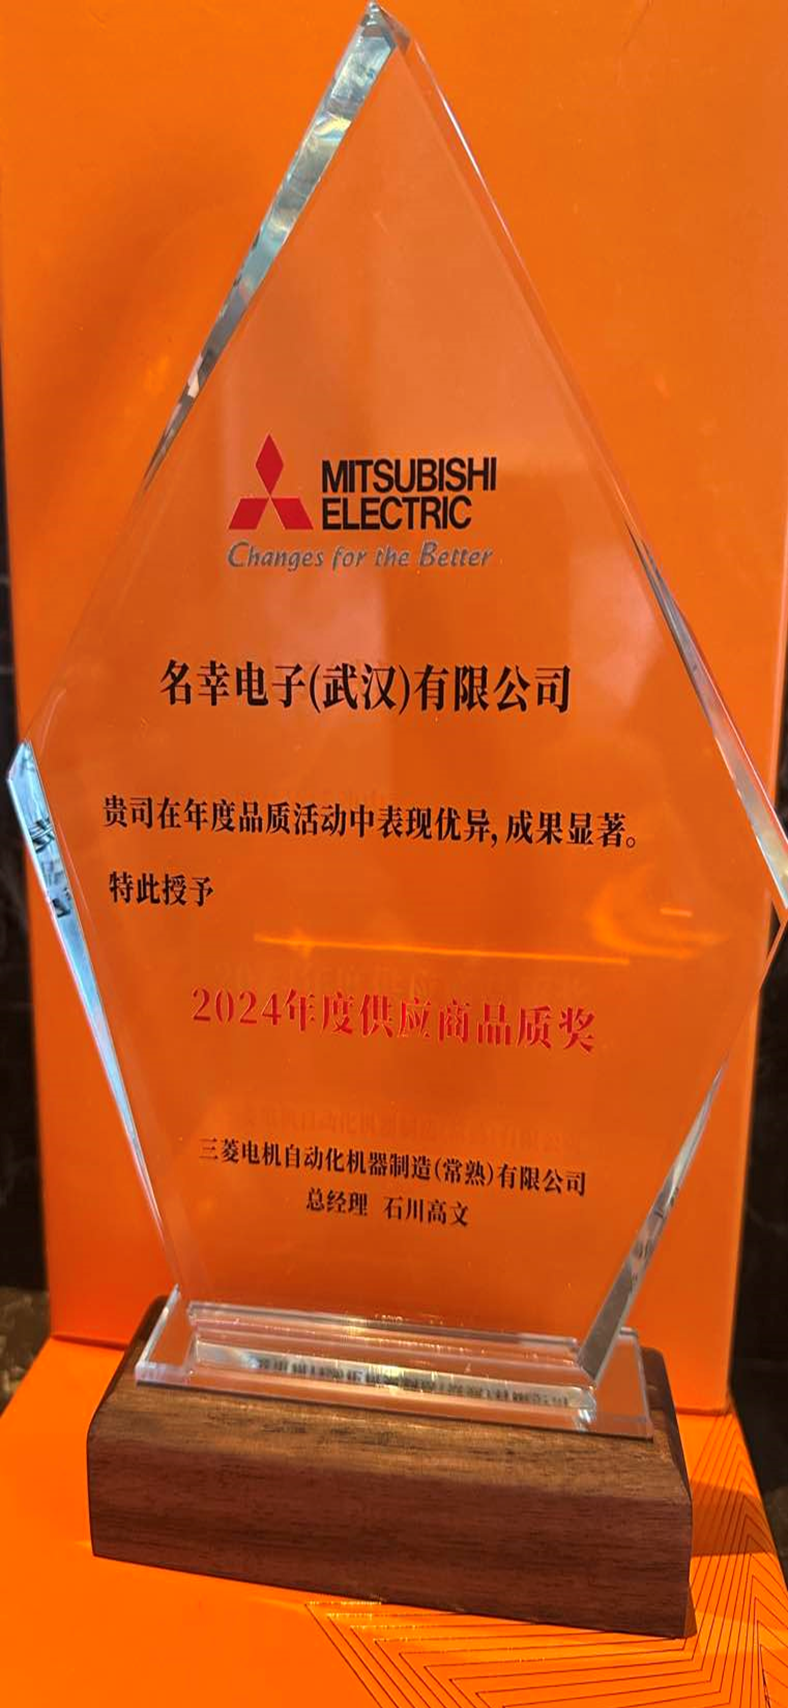 MITSUBISHI
ELECTRIC
Changes for the Better
名幸电子(武汉)有限公司
贵司在年度品质活动中表现优异,成果显著。
特此授予
2024年度供应商品质奖
三菱电机自动化机器制造(常熟)有限公司
总经理 石川高文